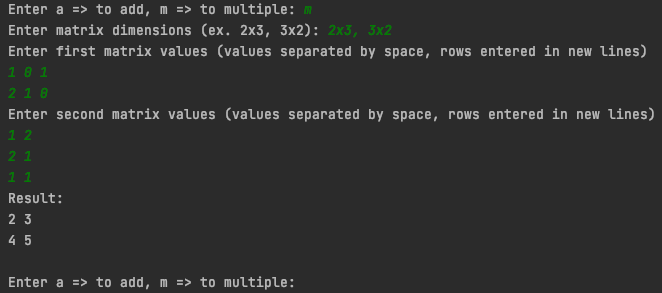 Enter a => to add, m => to multiple: m
Enter matrix dimensions (ex. 2x3, 3x2): 2x3, 3x2
Enter first matrix values (values separated by space, rows entered in new lines)
1 0 1
2 1 0
Enter second matrix values (values separated by space, rows entered in new lines)
1 2
2 1
1 1
Result:
2 3
4 5
Enter a => to add, m => to multiple: